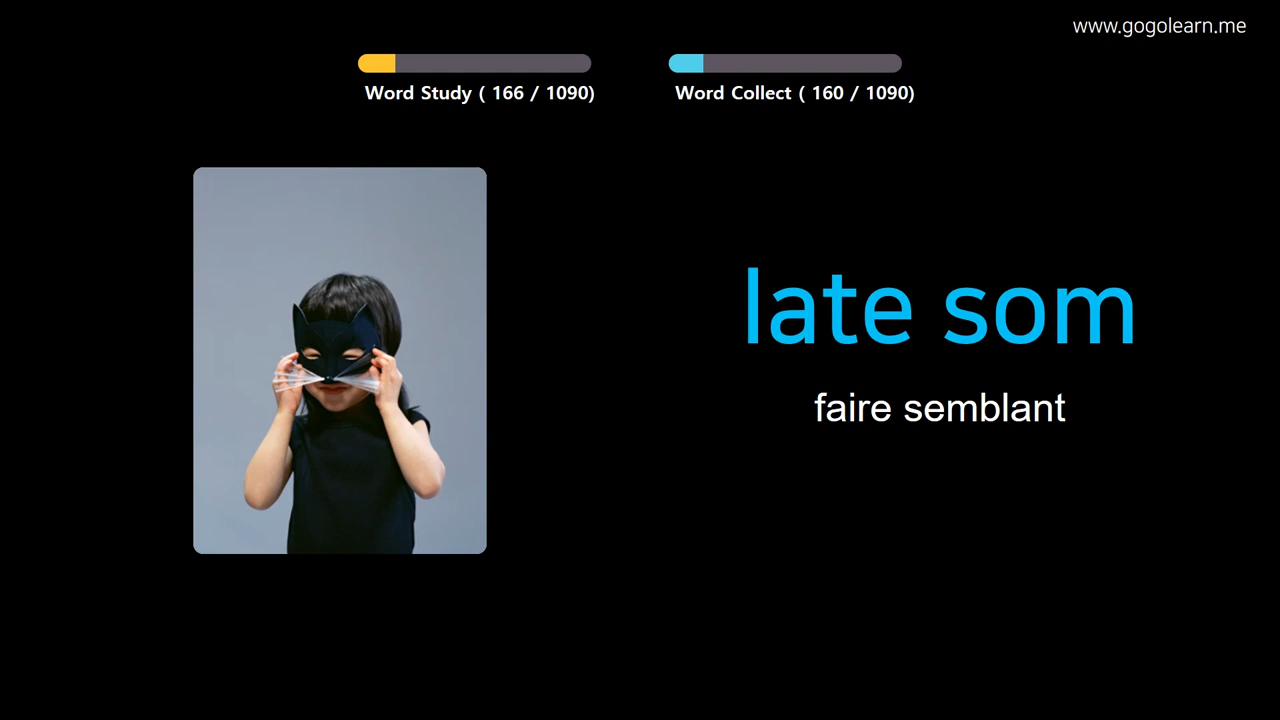 www.gogolearn.me
Word Study ( 166 / 1090)
Word Collect ( 160 / 1090)
late som
faire semblant